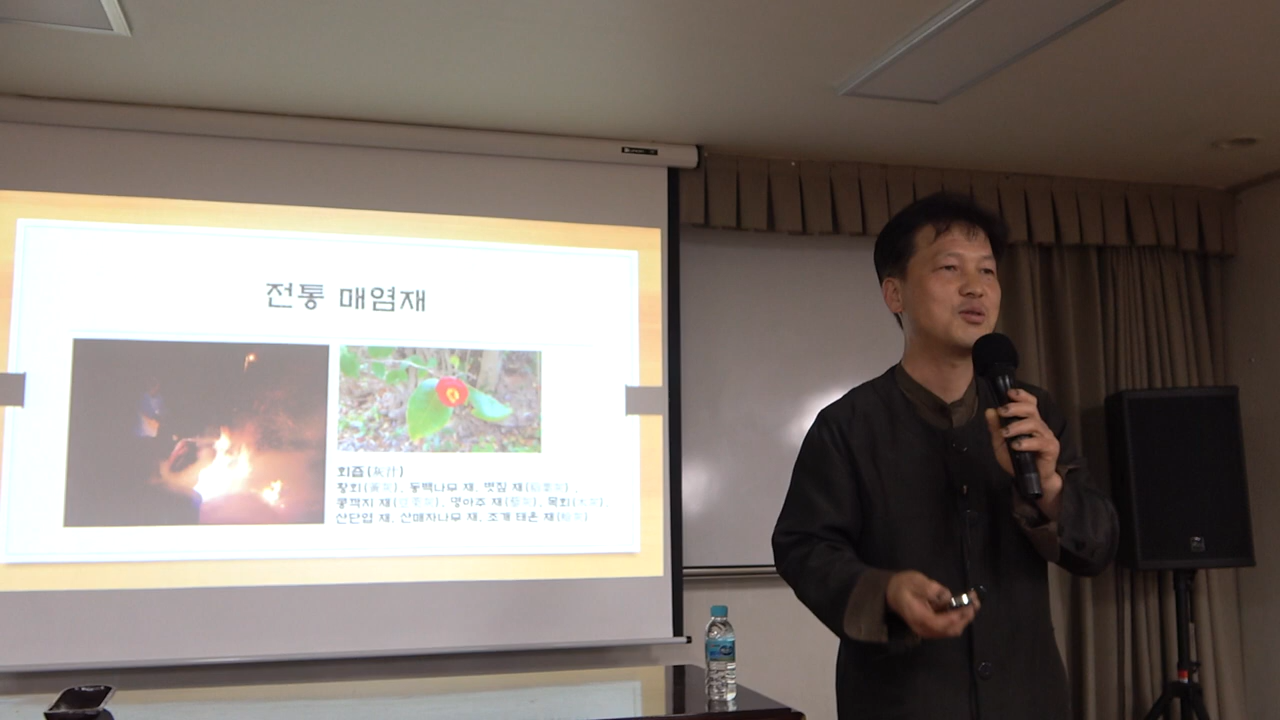 전통 매염재
회즙(灰汁)
황회(黃灰), 동백나무 재, 볏짚 재,
콩깍지 재, 명아주 재, 목회(木灰),
산단엽 재, 산매자나무 재, 조개 태운 재